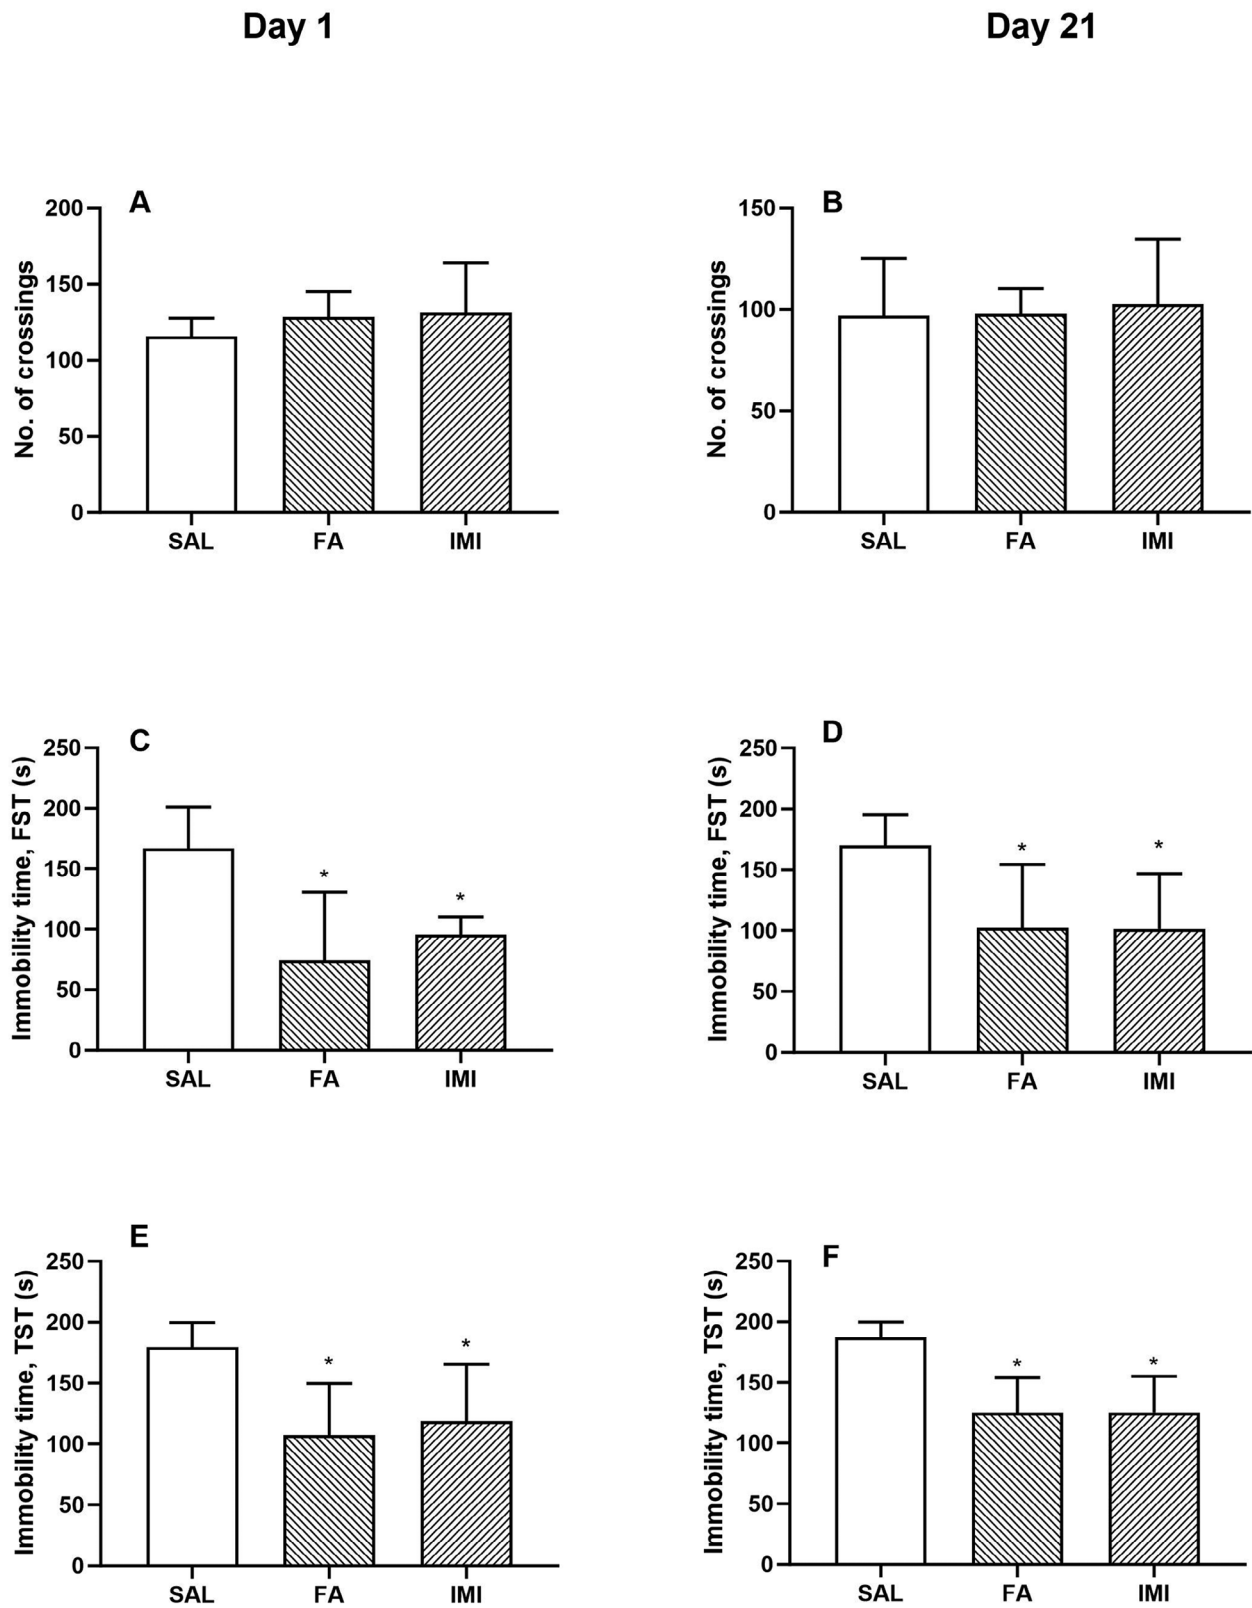 Day 1
Day 21
A
No. of crossings
200
150
100
50
0
SAL FA IMI
B
No. of crossings
150
100
50
0
SAL FA IMI
C
Immobility time, FST (s)
250
200
150
100
50
0
* *
SAL FA IMI
D
Immobility time, FST (s)
250
200
150
100
50
0
* *
SAL FA IMI
E
Immobility time, TST (s)
250
200
150
100
50
0
* *
SAL FA IMI
F
Immobility time, TST (s)
250
200
150
100
50
0
* *
SAL FA IMI